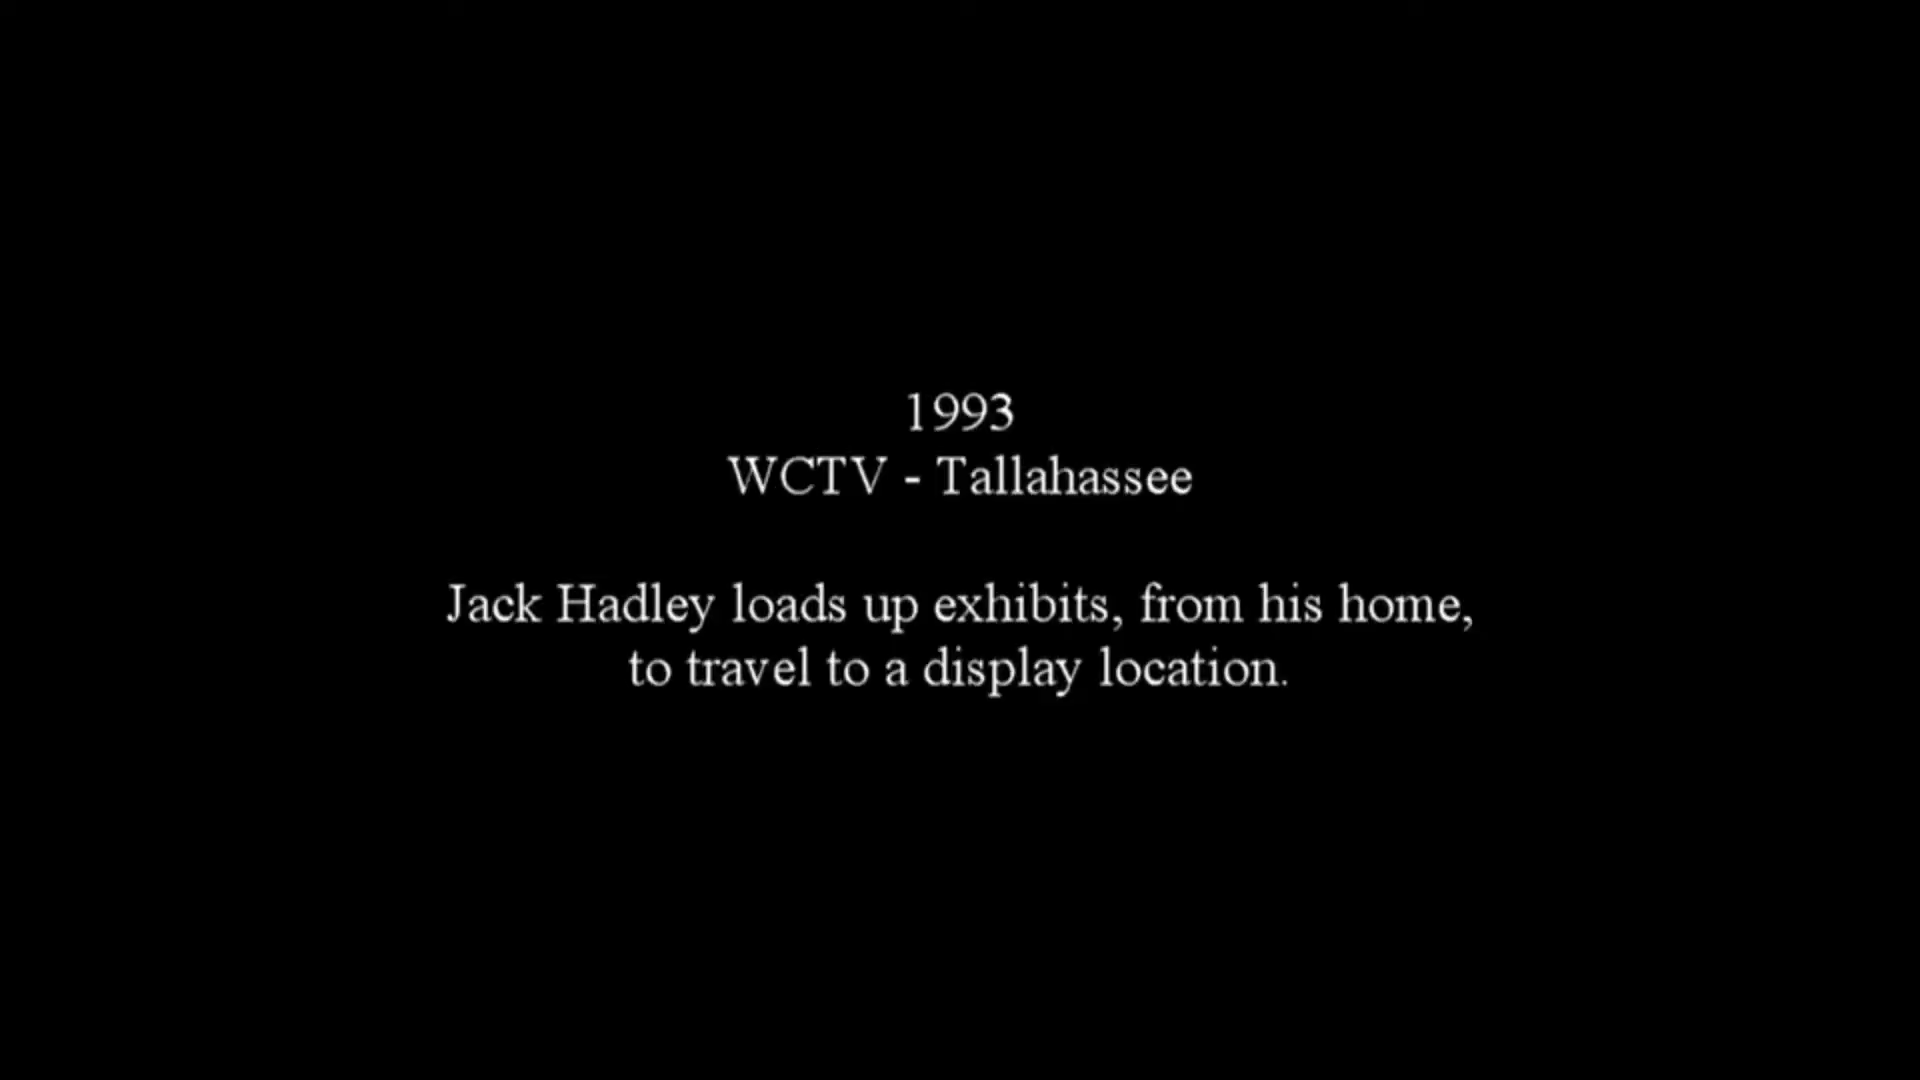 1993
WCTV - Tallahassee
Jack Hadley loads up exhibits, from his home,
to travel to a display location.